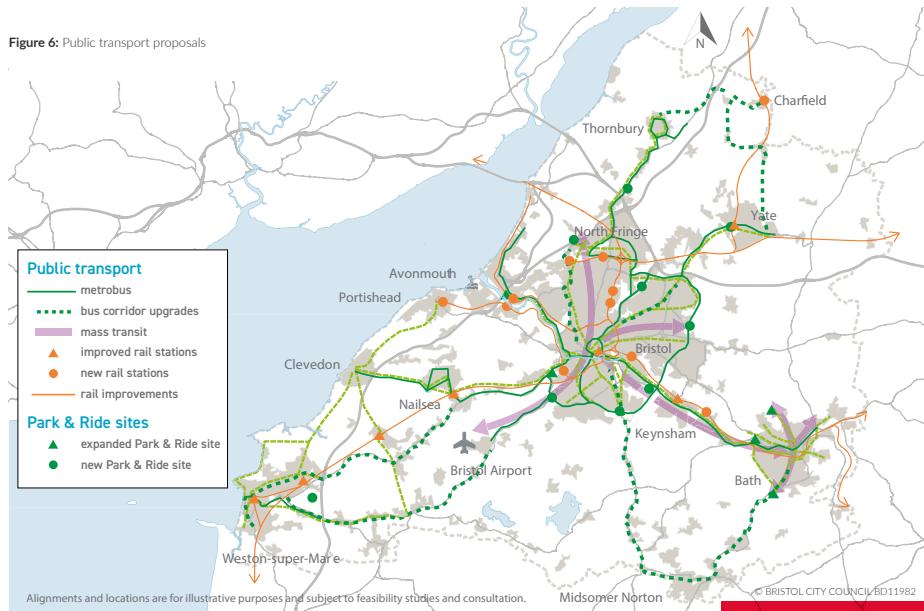 Figure 6: Public transport proposals
N
Charfield
Thornbury
Yate
North Fringe
Avonmouth
Portishead
Bristol
Clevedon
Nailsea
Keynsham
Bristol Airport
Bath
Weston-super-Mare
Midsomer Norton
Public transport
metrobus
bus corridor upgrades
mass transit
improved rail stations
new rail stations
rail improvements
Park & Ride sites
expanded Park & Ride site
new Park & Ride site
Alignments and locations are for illustrative purposes and subject to feasibility studies and consultation.
© BRISTOL CITY COUNCIL BD11982